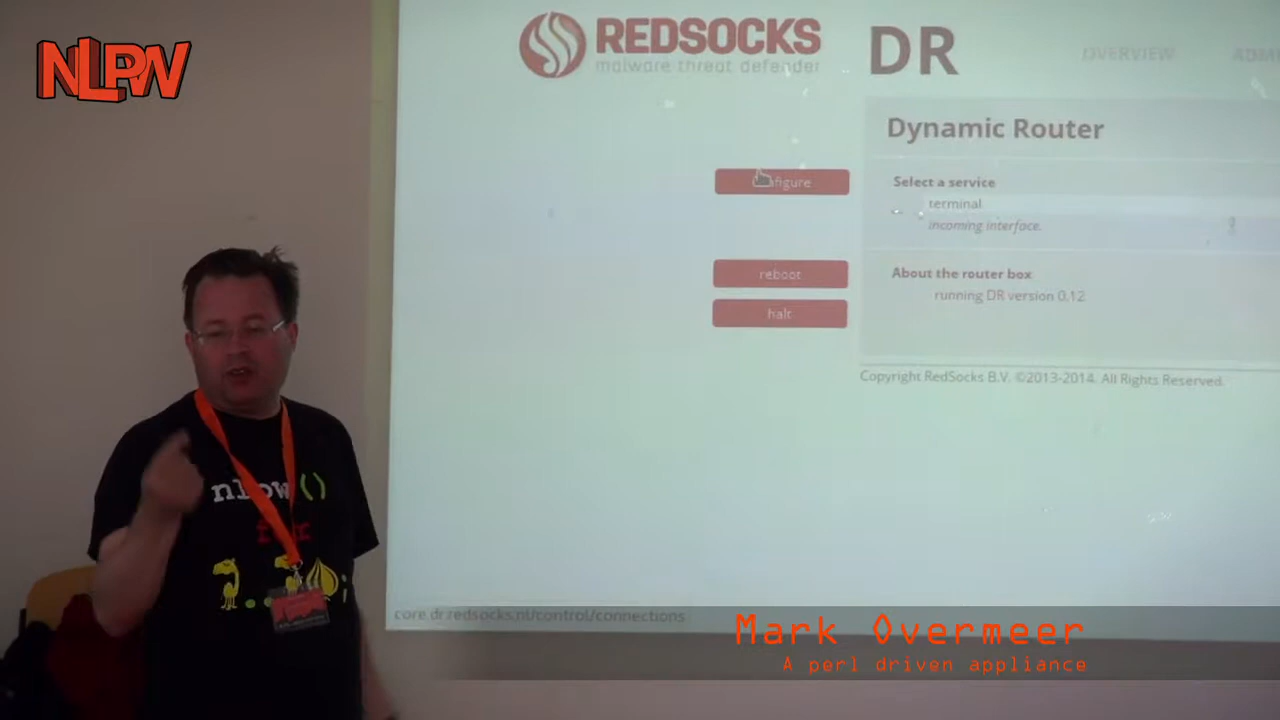 NLPW
REDSOCKS
malware threat defender
DR
OVERVIEW
Dynamic Router
Select a service
terminal
incoming interface.
reboot
halt
About the router box
running DR version 0.12
Copyright RedSocks B.V. ©2013-2014. All Rights Reserved.
core.dr.redsocks.nl/control/connections
Mark Overmeer
A perl driven appliance